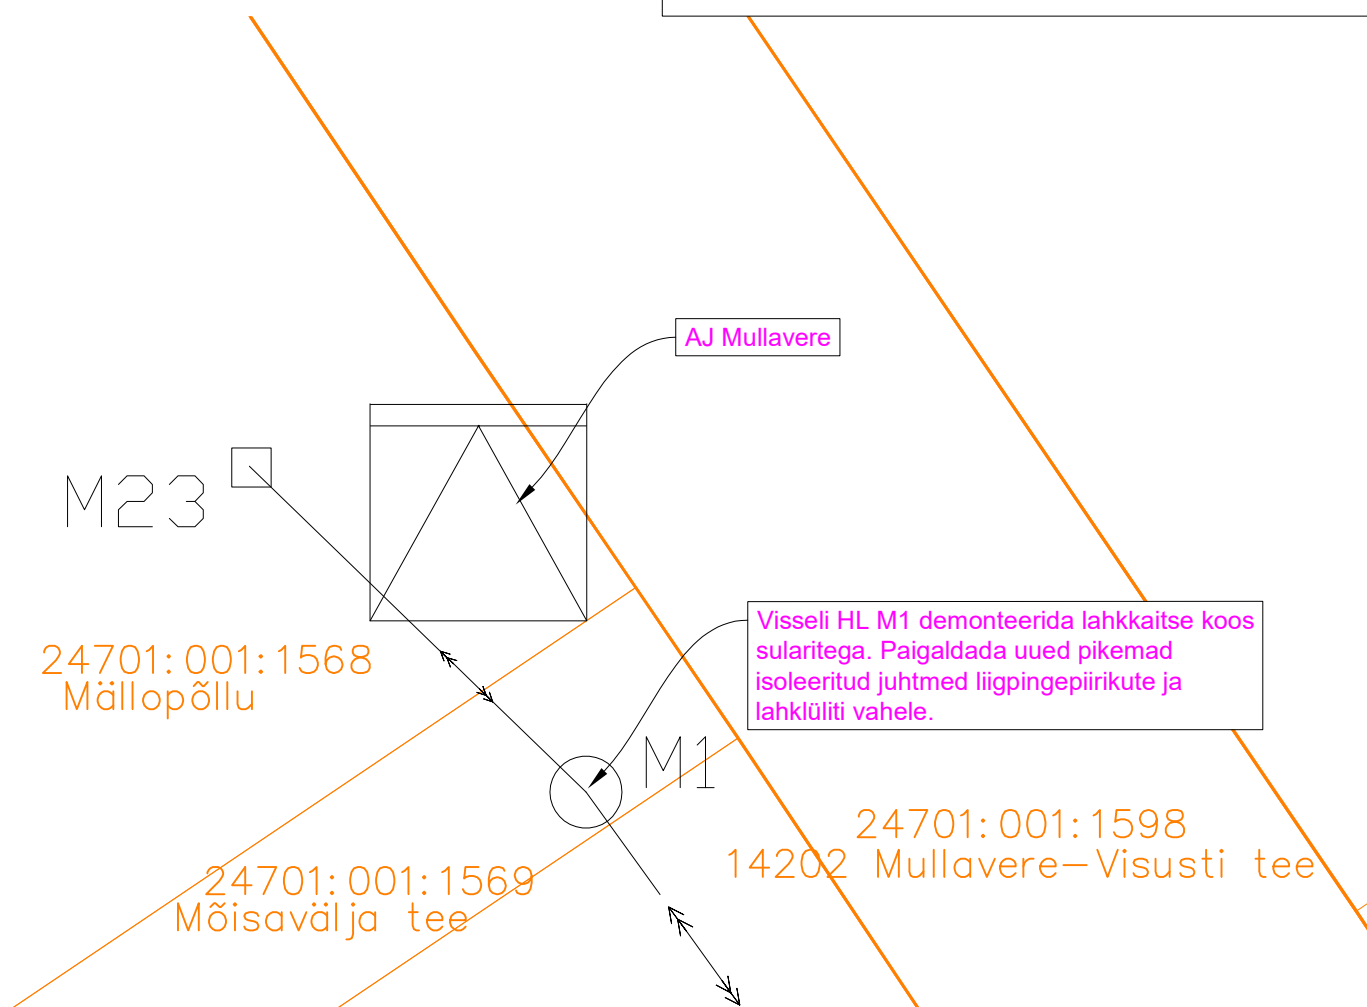 AJ Mullavere
M23
Visseli HL M1 demonteerida lahkkaitse koos
sularitega. Paigaldada uued pikemad
isoleeritud juhtmed liigpingepiirikute ja
lahklüliti vahele.
24701:001:1568
Mällopõllu
M1
24701:001:1598
14202 Mullavere-Visusti tee
24701:001:1569
Mõisavälja tee